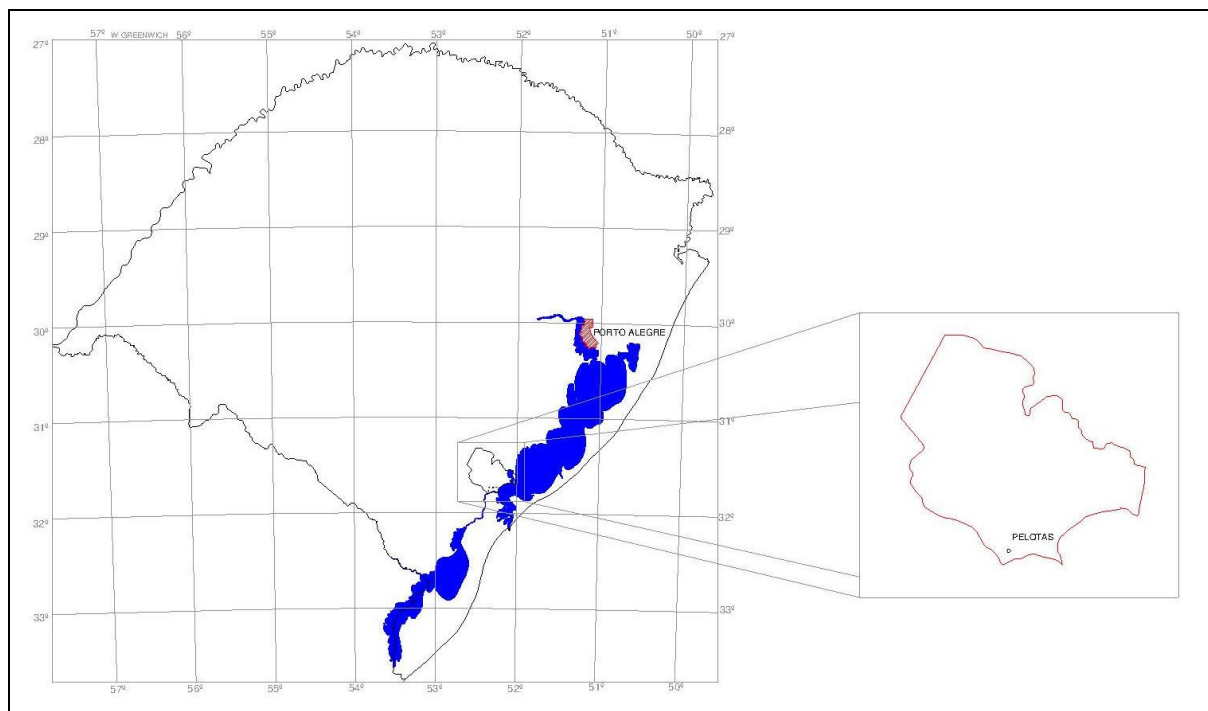 57º W GREENWICH 56º 55º 54º 53º 52º 51º 50º
27º 27º
28º 28º
29º 29º
30º 30º
PORTO ALEGRE
31º 31º
32º 32º
PELOTAS
33º 33º
57º 56º 55º 54º 53º 52º 51º 50º